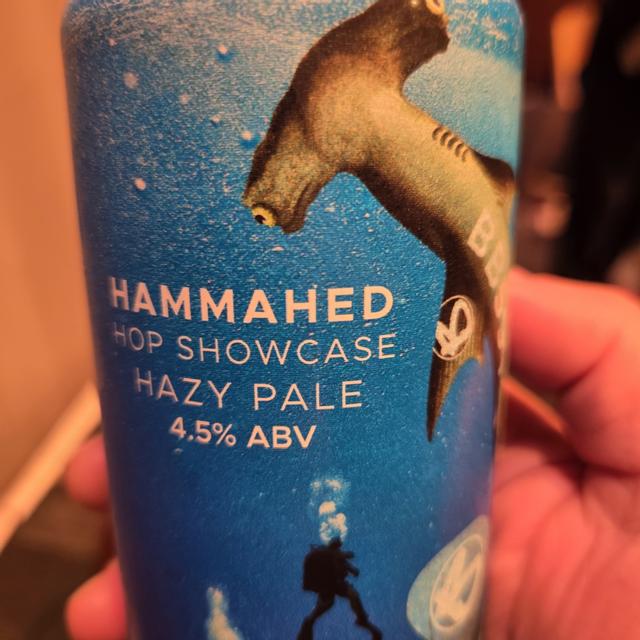 HAMMAHED
HOP SHOWCASE
HAZY PALE
4.5% ABV